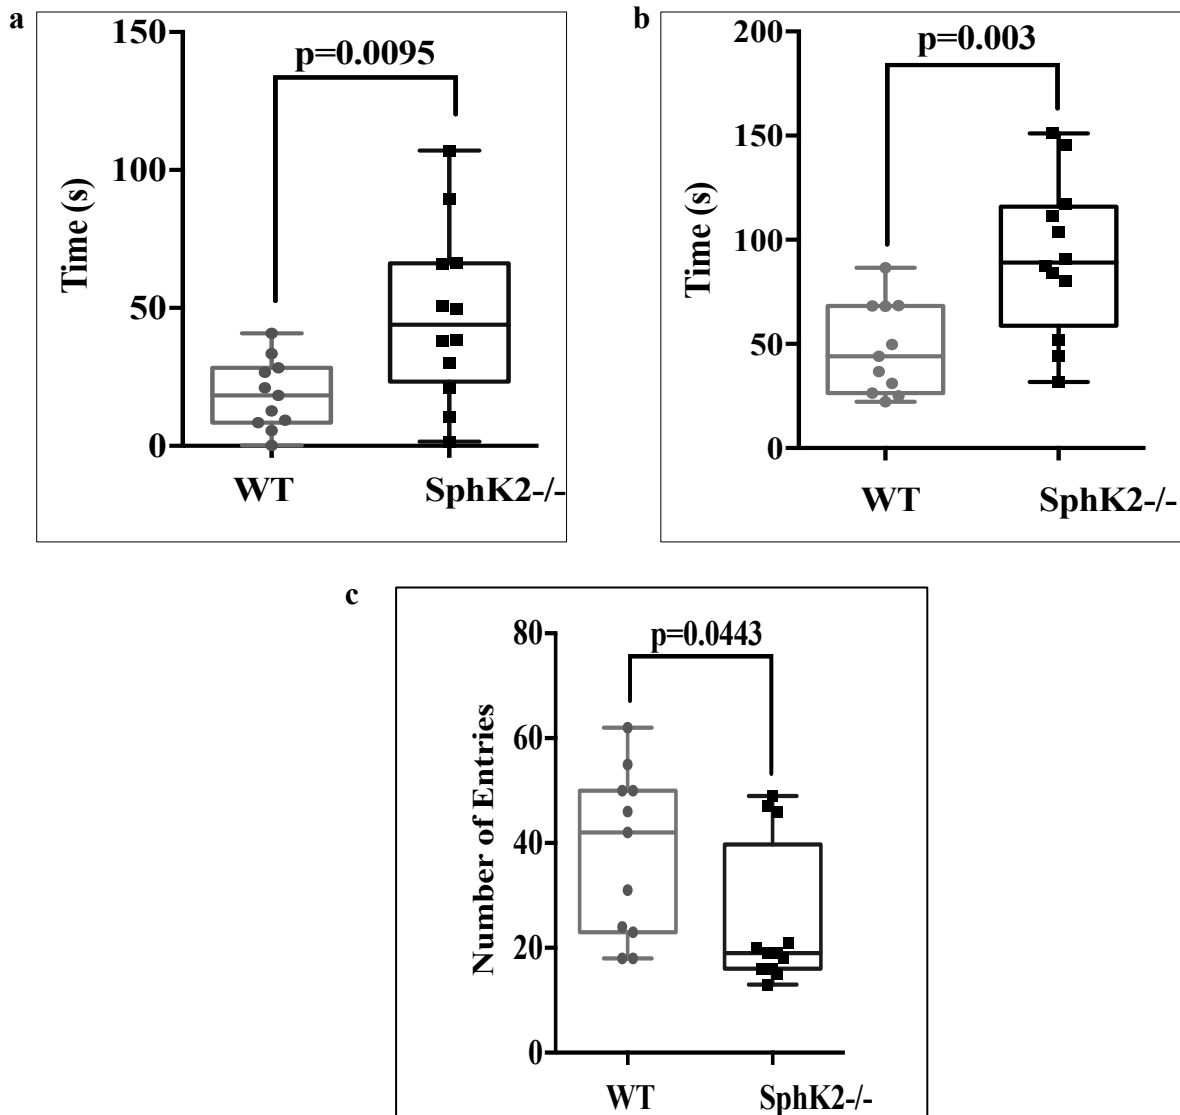 a
150
p=0.0095
100
Time (s)
50
0
WT SphK2-/-
b
200
p=0.003
150
Time (s)
100
50
0
WT SphK2-/-
c
80
p=0.0443
60
Number of Entries
40
20
0
WT SphK2-/-